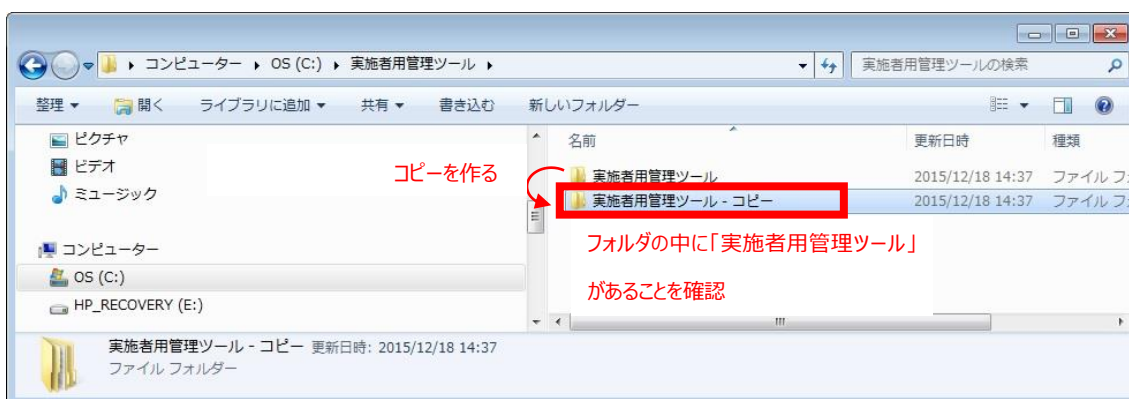 コンピューター ▸ OS (C:) ▸ 実施者用管理ツール ▸
実施者用管理ツールの検索
整理 ▼ 開く ライブラリに追加 ▼ 共有 ▼ 書き込む 新しいフォルダー
ピクチャ
ビデオ
ミュージック
コンピューター
OS (C:)
HP_RECOVERY (E:)
コピーを作る
名前 更新日時 種類
実施者用管理ツール 2015/12/18 14:37 ファイル フ
実施者用管理ツール - コピー 2015/12/18 14:37 ファイル フ
フォルダの中に「実施者用管理ツール」
があることを確認
実施者用管理ツール - コピー 更新日時: 2015/12/18 14:37
ファイル フォルダー